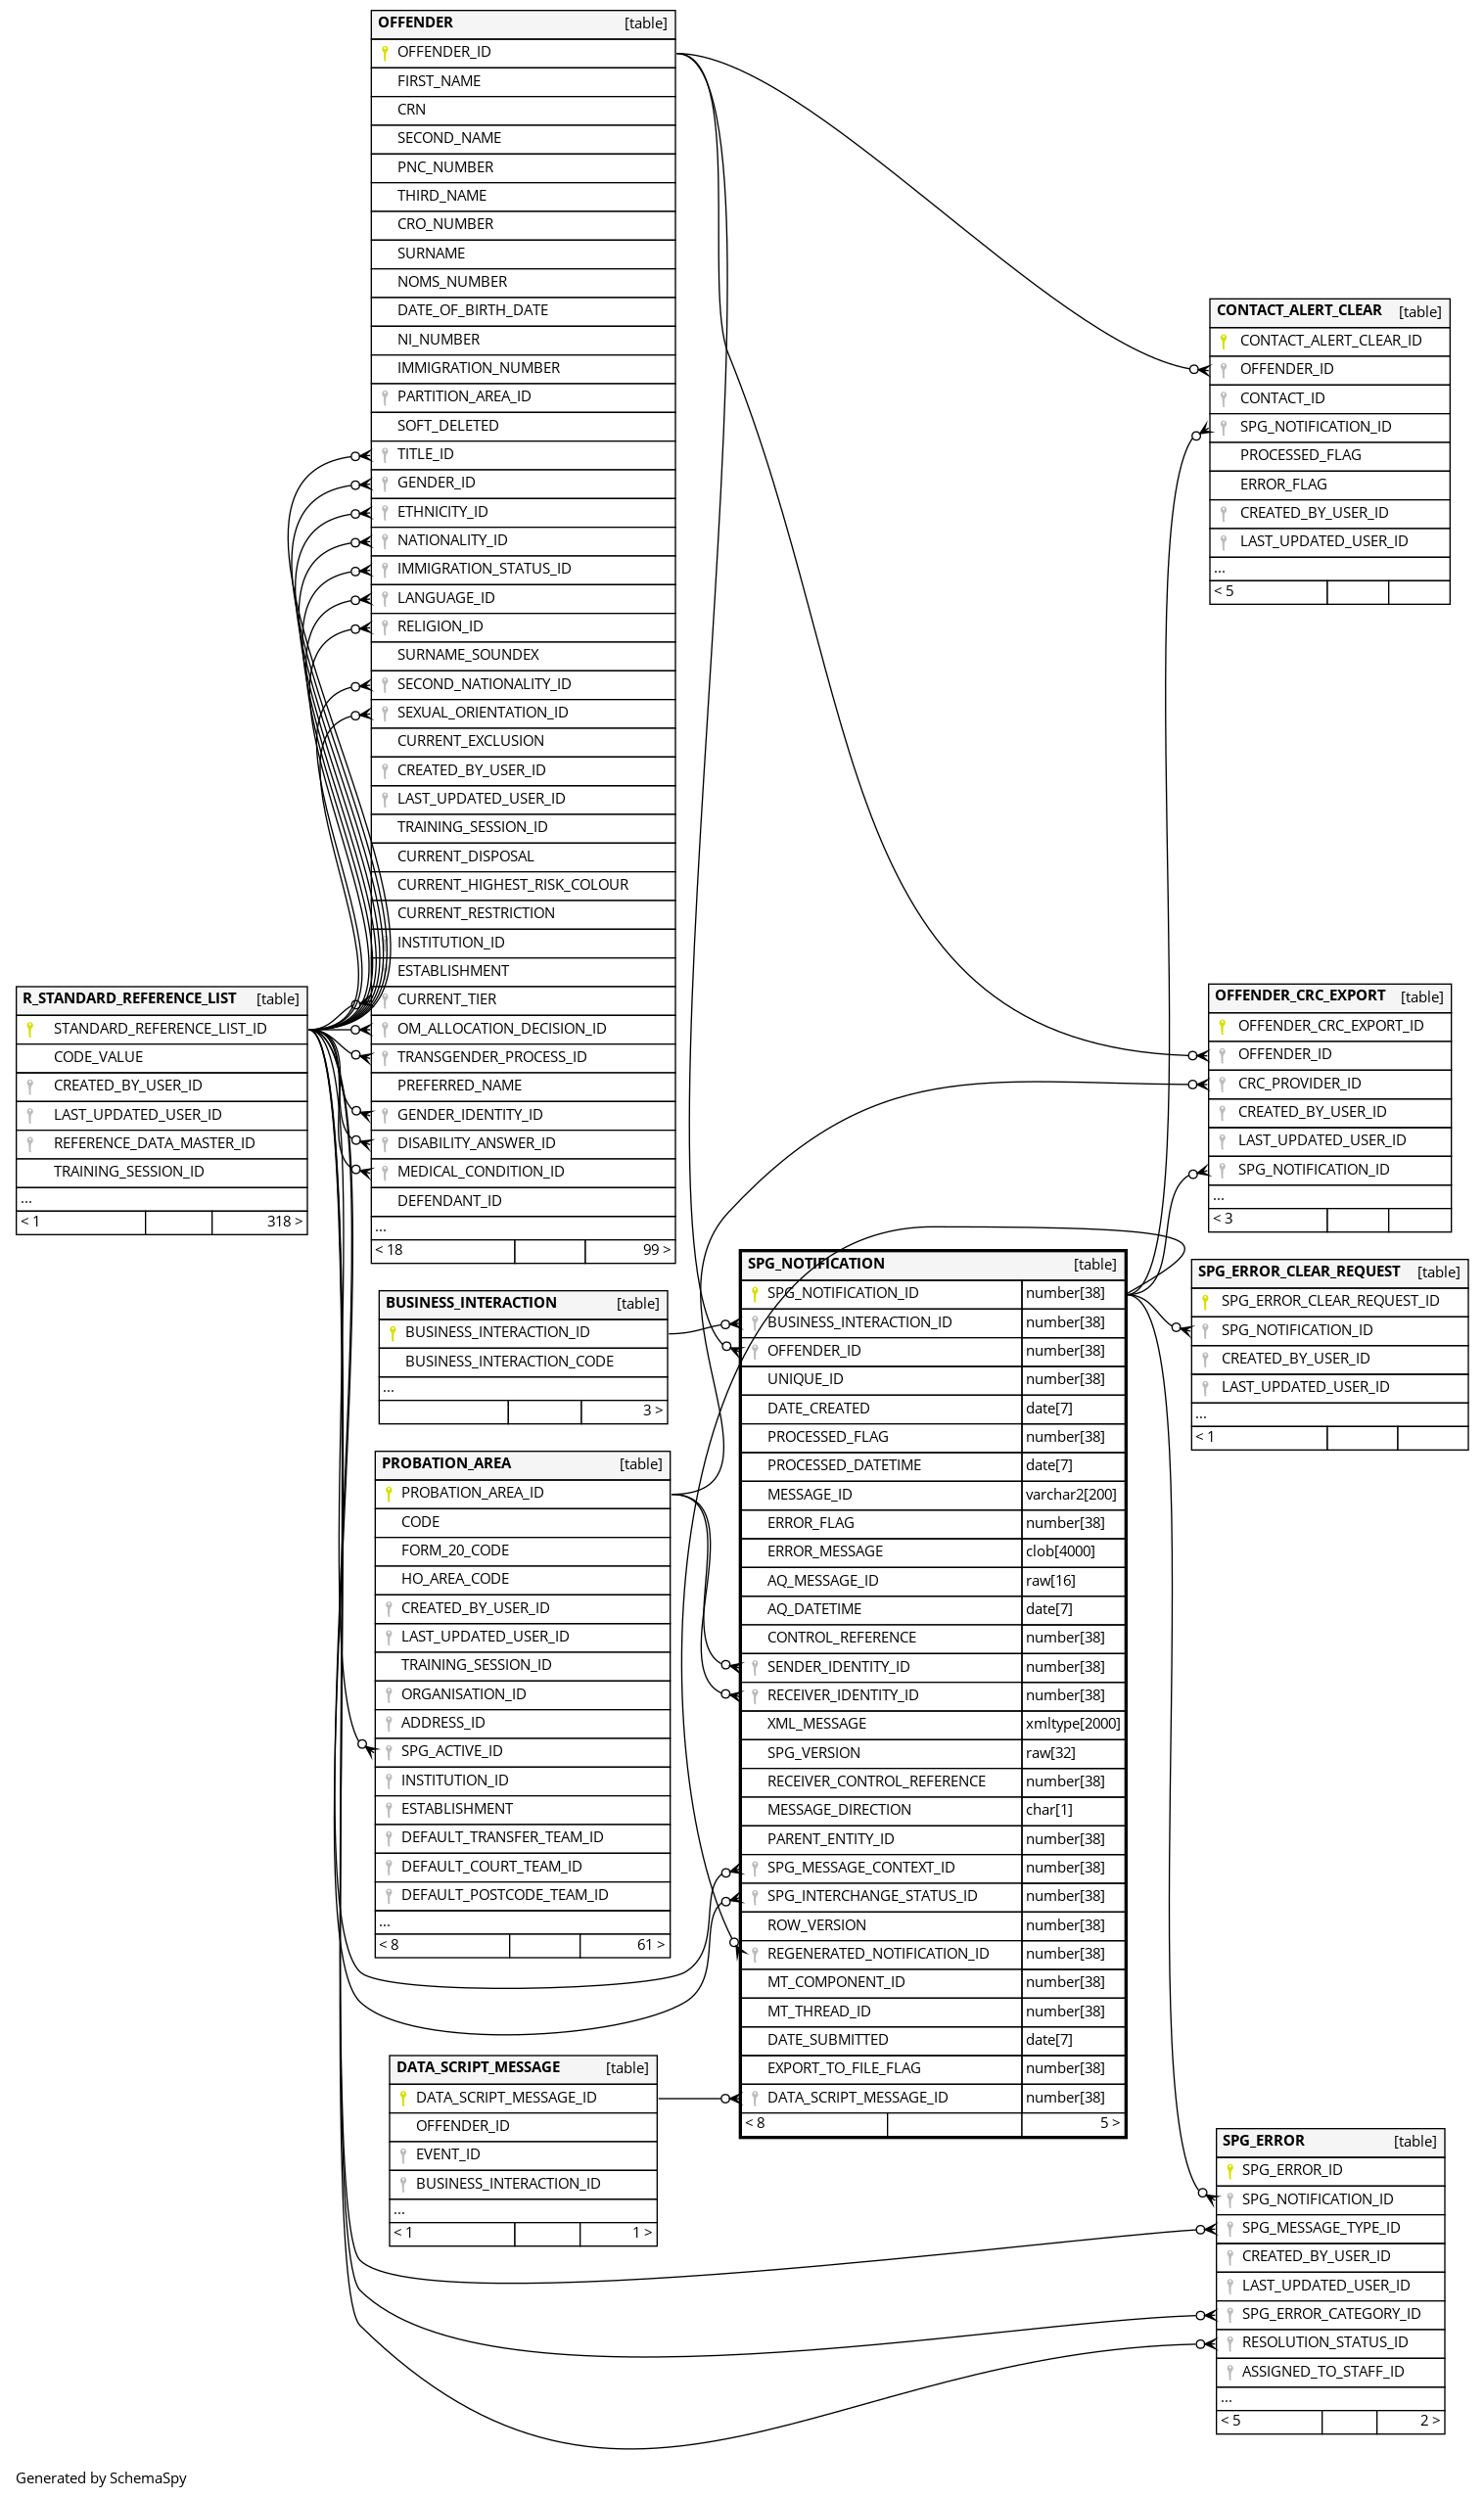 OFFENDER [table]
OFFENDER_ID
FIRST_NAME
CRN
SECOND_NAME
PNC_NUMBER
THIRD_NAME
CRO_NUMBER
SURNAME
NOMS_NUMBER
DATE_OF_BIRTH_DATE
NI_NUMBER
IMMIGRATION_NUMBER
PARTITION_AREA_ID
SOFT_DELETED
TITLE_ID
GENDER_ID
ETHNICITY_ID
NATIONALITY_ID
IMMIGRATION_STATUS_ID
LANGUAGE_ID
RELIGION_ID
SURNAME_SOUNDEX
SECOND_NATIONALITY_ID
SEXUAL_ORIENTATION_ID
CURRENT_EXCLUSION
CREATED_BY_USER_ID
LAST_UPDATED_USER_ID
TRAINING_SESSION_ID
CURRENT_DISPOSAL
CURRENT_HIGHEST_RISK_COLOUR
CURRENT_RESTRICTION
INSTITUTION_ID
ESTABLISHMENT
CURRENT_TIER
OM_ALLOCATION_DECISION_ID
TRANSGENDER_PROCESS_ID
PREFERRED_NAME
GENDER_IDENTITY_ID
DISABILITY_ANSWER_ID
MEDICAL_CONDITION_ID
DEFENDANT_ID
...
< 18 99 >
CONTACT_ALERT_CLEAR [table]
CONTACT_ALERT_CLEAR_ID
OFFENDER_ID
CONTACT_ID
SPG_NOTIFICATION_ID
PROCESSED_FLAG
ERROR_FLAG
CREATED_BY_USER_ID
LAST_UPDATED_USER_ID
...
< 5
R_STANDARD_REFERENCE_LIST [table]
STANDARD_REFERENCE_LIST_ID
CODE_VALUE
CREATED_BY_USER_ID
LAST_UPDATED_USER_ID
REFERENCE_DATA_MASTER_ID
TRAINING_SESSION_ID
...
< 1 318 >
OFFENDER_CRC_EXPORT [table]
OFFENDER_CRC_EXPORT_ID
OFFENDER_ID
CRC_PROVIDER_ID
CREATED_BY_USER_ID
LAST_UPDATED_USER_ID
SPG_NOTIFICATION_ID
...
< 3
SPG_NOTIFICATION [table]
SPG_NOTIFICATION_ID number[38]
BUSINESS_INTERACTION_ID number[38]
OFFENDER_ID number[38]
UNIQUE_ID number[38]
DATE_CREATED date[7]
PROCESSED_FLAG number[38]
PROCESSED_DATETIME date[7]
MESSAGE_ID varchar2[200]
ERROR_FLAG number[38]
ERROR_MESSAGE clob[4000]
AQ_MESSAGE_ID raw[16]
AQ_DATETIME date[7]
CONTROL_REFERENCE number[38]
SENDER_IDENTITY_ID number[38]
RECEIVER_IDENTITY_ID number[38]
XML_MESSAGE xmltype[2000]
SPG_VERSION raw[32]
RECEIVER_CONTROL_REFERENCE number[38]
MESSAGE_DIRECTION char[1]
PARENT_ENTITY_ID number[38]
SPG_MESSAGE_CONTEXT_ID number[38]
SPG_INTERCHANGE_STATUS_ID number[38]
ROW_VERSION number[38]
REGENERATED_NOTIFICATION_ID number[38]
MT_COMPONENT_ID number[38]
MT_THREAD_ID number[38]
DATE_SUBMITTED date[7]
EXPORT_TO_FILE_FLAG number[38]
DATA_SCRIPT_MESSAGE_ID number[38]
< 8 5 >
SPG_ERROR_CLEAR_REQUEST [table]
SPG_ERROR_CLEAR_REQUEST_ID
SPG_NOTIFICATION_ID
CREATED_BY_USER_ID
LAST_UPDATED_USER_ID
...
< 1
BUSINESS_INTERACTION [table]
BUSINESS_INTERACTION_ID
BUSINESS_INTERACTION_CODE
...
3 >
PROBATION_AREA [table]
PROBATION_AREA_ID
CODE
FORM_20_CODE
HO_AREA_CODE
CREATED_BY_USER_ID
LAST_UPDATED_USER_ID
TRAINING_SESSION_ID
ORGANISATION_ID
ADDRESS_ID
SPG_ACTIVE_ID
INSTITUTION_ID
ESTABLISHMENT
DEFAULT_TRANSFER_TEAM_ID
DEFAULT_COURT_TEAM_ID
DEFAULT_POSTCODE_TEAM_ID
...
< 8 61 >
DATA_SCRIPT_MESSAGE [table]
DATA_SCRIPT_MESSAGE_ID
OFFENDER_ID
EVENT_ID
BUSINESS_INTERACTION_ID
...
< 1 1 >
SPG_ERROR [table]
SPG_ERROR_ID
SPG_NOTIFICATION_ID
SPG_MESSAGE_TYPE_ID
CREATED_BY_USER_ID
LAST_UPDATED_USER_ID
SPG_ERROR_CATEGORY_ID
RESOLUTION_STATUS_ID
ASSIGNED_TO_STAFF_ID
...
< 5 2 >
Generated by SchemaSpy